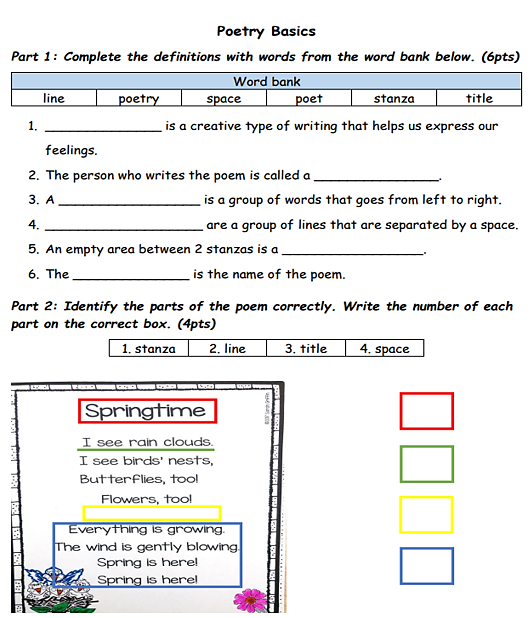 Poetry Basics
Part 1: Complete the definitions with words from the word bank below. (6pts)
Word bank
line poetry space poet stanza title
1. ________________ is a creative type of writing that helps us express our
feelings.
2. The person who writes the poem is called a _________________.
3. A ___________________ is a group of words that goes from left to right.
4. _____________________ are a group of lines that are separated by a space.
5. An empty area between 2 stanzas is a ___________________.
6. The ________________ is the name of the poem.
Part 2: Identify the parts of the poem correctly. Write the number of each
part on the correct box. (4pts)
1. stanza 2. line 3. title 4. space
Springtime
I see rain clouds.
I see birds' nests,
Butterflies, too!
Flowers, too!
Everything is growing.
The wind is gently blowing.
Spring is here!
Spring is here!